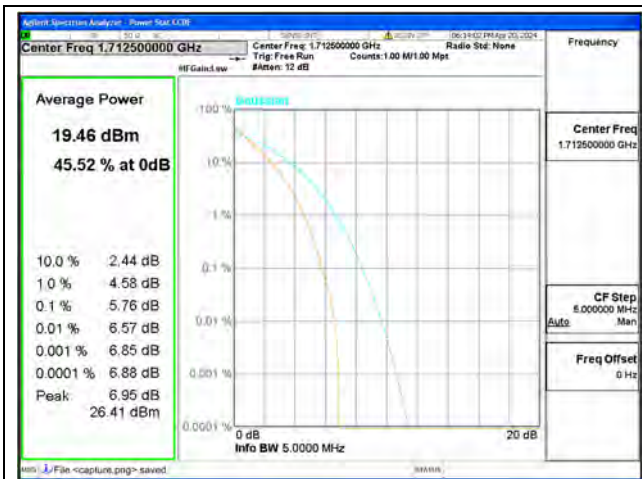 Agilent Spectrum Analyzer - Power Stat CCDF
06:34:02 PM Apr 20, 2024
Center Freq 1.712500000 GHz
Center Freq: 1.712500000 GHz
Radio Std: None
Trig: Free Run
Counts:1.00 M/1.00 Mpt
#IFGain:Low
#Atten: 12 dB
Frequency
Average Power
19.46 dBm
45.52 % at 0dB
10.0 % 2.44 dB
1.0 % 4.58 dB
0.1 % 5.76 dB
0.01 % 6.57 dB
0.001 % 6.85 dB
0.0001 % 6.88 dB
Peak 6.95 dB
26.41 dBm
Gaussian
100 %
10 %
1 %
0.1 %
0.01 %
0.001 %
0.0001 %
0 dB
20 dB
Info BW 5.0000 MHz
Center Freq
1.712500000 GHz
CF Step
5.000000 MHz
Auto Man
Freq Offset
0 Hz
MSG File <capture.png> saved
STATUS